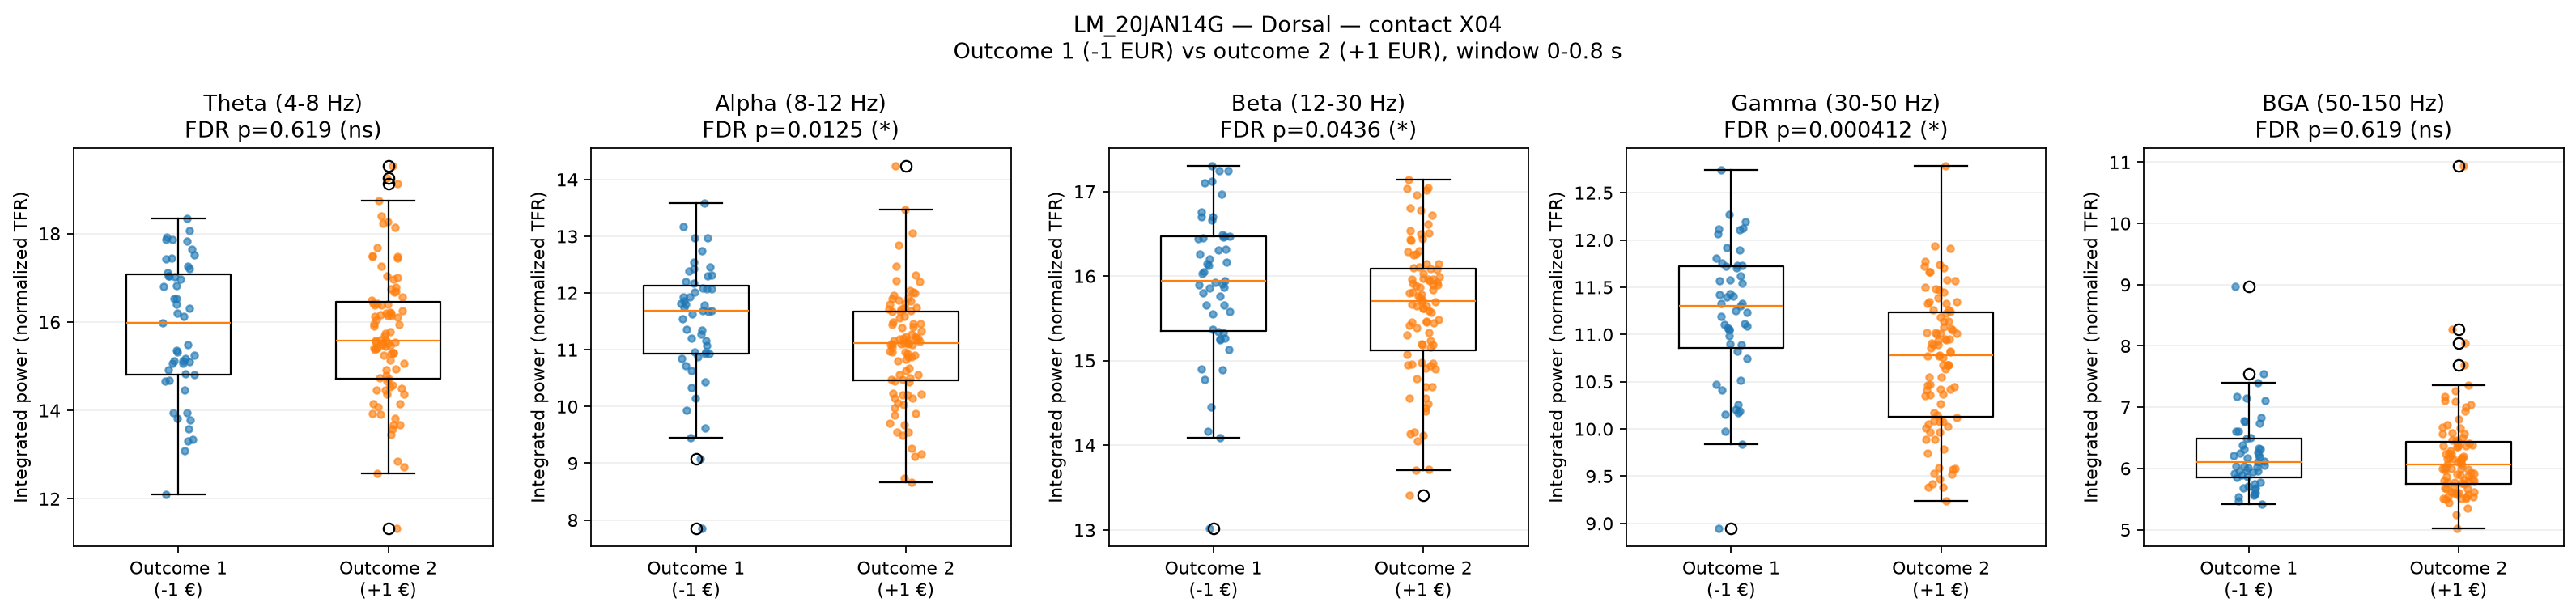 LM_20JAN14G — Dorsal — contact X04
Outcome 1 (-1 EUR) vs outcome 2 (+1 EUR), window 0-0.8 s
Theta (4-8 Hz)
FDR p=0.619 (ns)
Integrated power (normalized TFR)
18
16
14
12
Outcome 1
(-1 €)
Outcome 2
(+1 €)
Alpha (8-12 Hz)
FDR p=0.0125 (*)
Integrated power (normalized TFR)
14
13
12
11
10
9
8
Outcome 1
(-1 €)
Outcome 2
(+1 €)
Beta (12-30 Hz)
FDR p=0.0436 (*)
Integrated power (normalized TFR)
17
16
15
14
13
Outcome 1
(-1 €)
Outcome 2
(+1 €)
Gamma (30-50 Hz)
FDR p=0.000412 (*)
Integrated power (normalized TFR)
12.5
12.0
11.5
11.0
10.5
10.0
9.5
9.0
Outcome 1
(-1 €)
Outcome 2
(+1 €)
BGA (50-150 Hz)
FDR p=0.619 (ns)
Integrated power (normalized TFR)
11
10
9
8
7
6
5
Outcome 1
(-1 €)
Outcome 2
(+1 €)